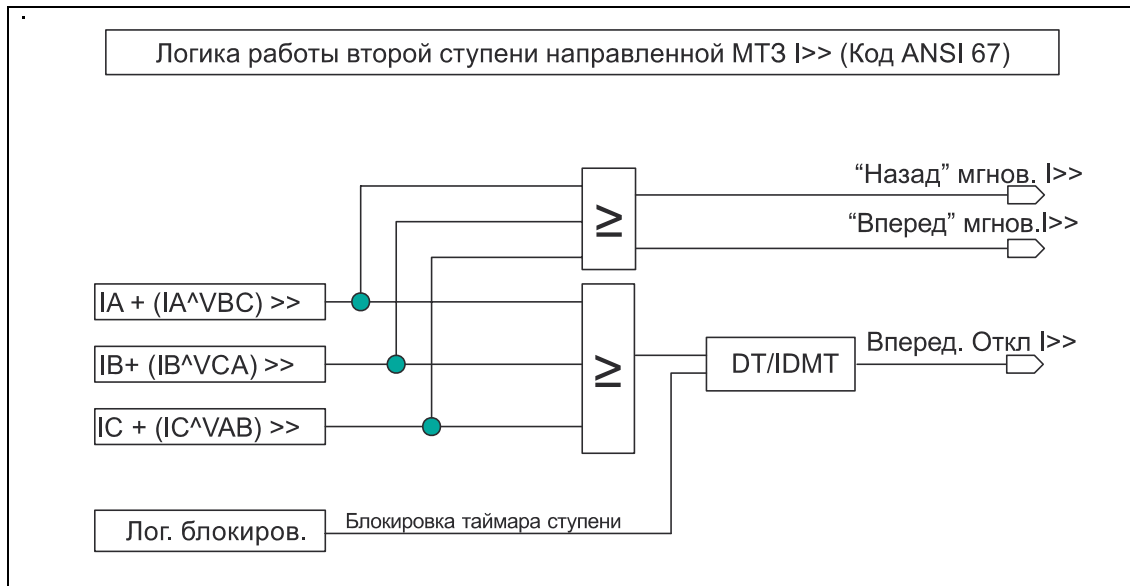 Логика работы второй ступени направленной МТЗ I>> (Код ANSI 67)
“Назад” мгнов. I>>
≥
“Вперед” мгнов.I>>
IA + (IA^VBC) >>
IB+ (IB^VCA) >>
≥
DT/IDMT
Вперед. Откл I>>
IC + (IC^VAB) >>
Лог. блокиров.
Блокировка таймара ступени